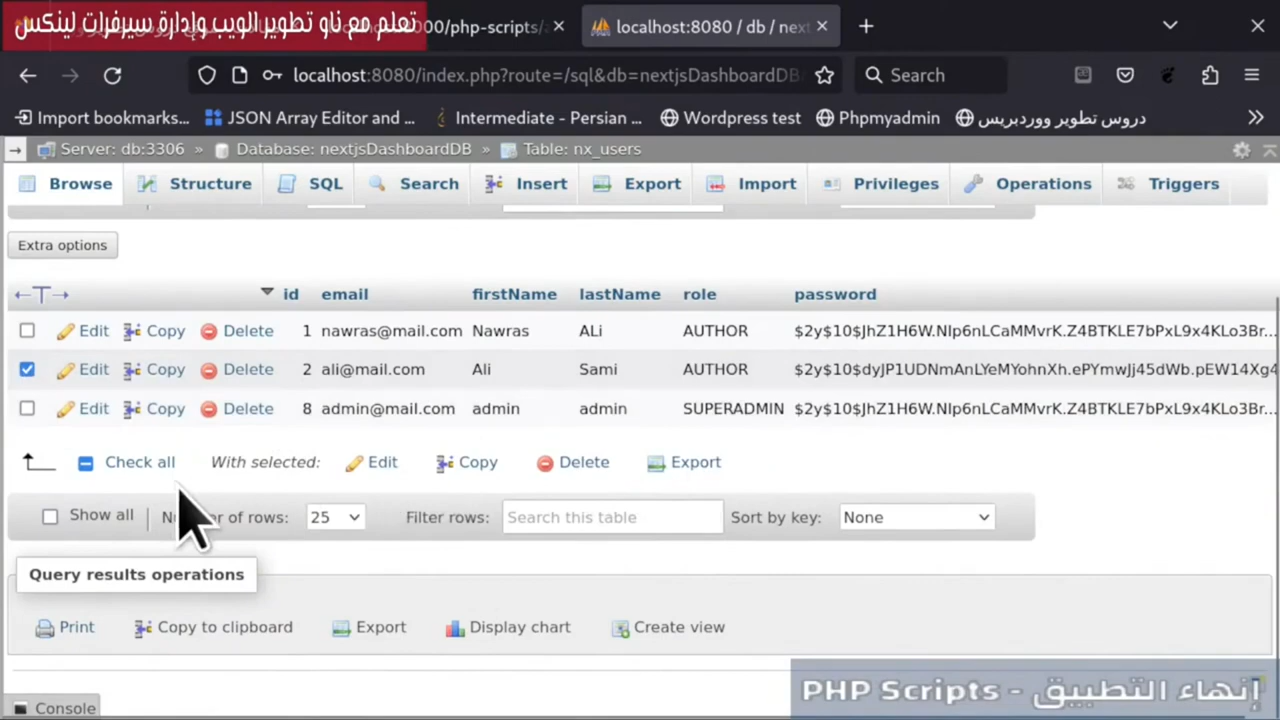 تعلم مع ناو تطوير الويب وإدارة سيرفرات لينكس
000/php-scripts/
localhost:8080 / db / nex
localhost:8080/index.php?route=/sql&db=nextjsDashboardDB
Search
Import bookmarks...
JSON Array Editor and ...
Intermediate - Persian ...
Wordpress test
Phpmyadmin
دروس تطوير ووردبريس
Server: db:3306 » Database: nextjsDashboardDB » Table: nx_users
Browse Structure SQL Search Insert Export Import Privileges Operations Triggers
Extra options
id email firstName lastName role password
Edit Copy Delete 1 nawras@mail.com Nawras ALi AUTHOR $2y$10$JhZ1H6W.NIp6nLCaMMvrK.Z4BTKLE7bPxL9x4KLo3Br...
Edit Copy Delete 2 ali@mail.com Ali Sami AUTHOR $2y$10$dyJP1UDNmAnLYeMYohnXh.ePYmwJj45dWb.pEW14Xg4
Edit Copy Delete 8 admin@mail.com admin admin SUPERADMIN $2y$10$JhZ1H6W.NIp6nLCaMMvrK.Z4BTKLE7bPxL9x4KLo3Br...
Check all With selected: Edit Copy Delete Export
Show all of rows: 25 Filter rows: Search this table Sort by key: None
Query results operations
Print Copy to clipboard Export Display chart Create view
Console
إنهاء التطبيق - PHP Scripts